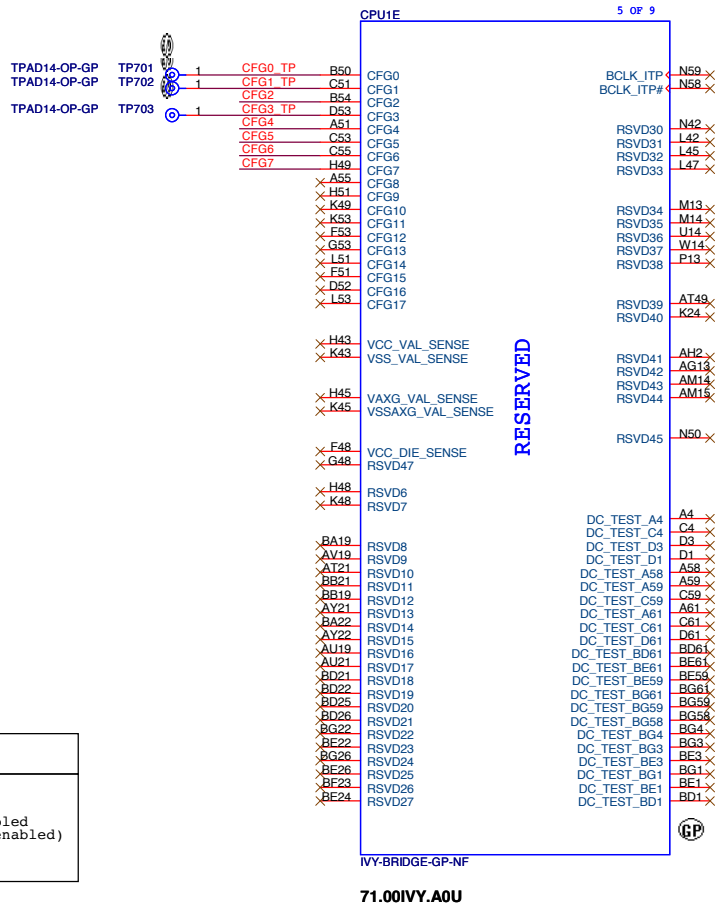 CPU1E
5 OF 9
TPAD14-OP-GP TP701 1 CFG0_TP B50 CFG0
TPAD14-OP-GP TP702 1 CFG1_TP C51 CFG1
CFG2 B54 CFG2
TPAD14-OP-GP TP703 1 CFG3_TP D53 CFG3
CFG4 A51 CFG4
CFG5 C53 CFG5
CFG6 C55 CFG6
CFG7 H49 CFG7
A55 CFG8
H51 CFG9
K49 CFG10
K53 CFG11
F53 CFG12
G53 CFG13
L51 CFG14
F51 CFG15
D52 CFG16
L53 CFG17
H43 VCC_VAL_SENSE
K43 VSS_VAL_SENSE
H45 VAXG_VAL_SENSE
K45 VSSAXG_VAL_SENSE
F48 VCC_DIE_SENSE
G48 RSVD47
H48 RSVD6
K48 RSVD7
BA19 RSVD8
AV19 RSVD9
AT21 RSVD10
BB21 RSVD11
BB19 RSVD12
AY21 RSVD13
BA22 RSVD14
AY22 RSVD15
AU19 RSVD16
AU21 RSVD17
BD21 RSVD18
BD22 RSVD19
BD25 RSVD20
BD26 RSVD21
BG22 RSVD22
BE22 RSVD23
BG26 RSVD24
BE26 RSVD25
BF23 RSVD26
BE24 RSVD27
RESERVED
BCLK_ITP N59
BCLK_ITP# N58
RSVD30 N42
RSVD31 L42
RSVD32 L45
RSVD33 L47
RSVD34 M13
RSVD35 M14
RSVD36 U14
RSVD37 W14
RSVD38 P13
RSVD39 AT49
RSVD40 K24
RSVD41 AH2
RSVD42 AG13
RSVD43 AM14
RSVD44 AM15
RSVD45 N50
DC_TEST_A4 A4
DC_TEST_C4 C4
DC_TEST_D3 D3
DC_TEST_D1 D1
DC_TEST_A58 A58
DC_TEST_A59 A59
DC_TEST_C59 C59
DC_TEST_A61 A61
DC_TEST_C61 C61
DC_TEST_D61 D61
DC_TEST_BD61 BD61
DC_TEST_BE61 BE61
DC_TEST_BE59 BE59
DC_TEST_BG61 BG61
DC_TEST_BG59 BG59
DC_TEST_BG58 BG58
DC_TEST_BG4 BG4
DC_TEST_BG3 BG3
DC_TEST_BE3 BE3
DC_TEST_BG1 BG1
DC_TEST_BE1 BE1
DC_TEST_BD1 BD1
GP
IVY-BRIDGE-GP-NF
71.00IVY.A0U
enabled)